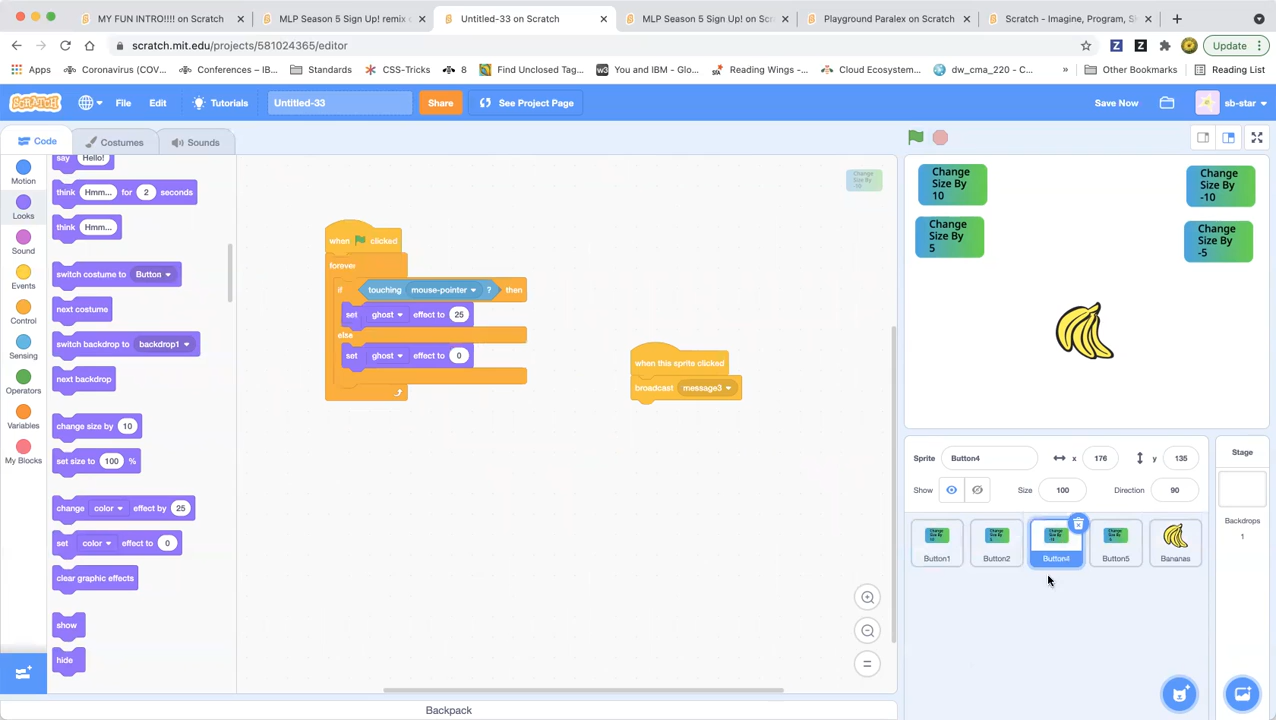 MY FUN INTRO!!!! on Scratch
MLP Season 5 Sign Up! remix
Untitled-33 on Scratch
MLP Season 5 Sign Up! on Sc
Playground Paralex on Scratch
Scratch - Imagine, Program, S
scratch.mit.edu/projects/581024365/editor
Update
Apps
Coronavirus (COV...
Conferences – IB...
Standards
CSS-Tricks
8
Find Unclosed Tag...
You and IBM - Glo...
Reading Wings -...
Cloud Ecosystem...
dw_cma_220 - C...
»
Other Bookmarks
Reading List
SCRATCH
File
Edit
Tutorials
Untitled-33
Share
See Project Page
Save Now
sb-star
Code
Costumes
Sounds
Motion
Looks
Sound
Events
Control
Sensing
Operators
Variables
My Blocks
say Hello!
think Hmm... for 2 seconds
think Hmm...
switch costume to Button
next costume
switch backdrop to backdrop1
next backdrop
change size by 10
set size to 100 %
change color effect by 25
set color effect to 0
clear graphic effects
show
hide
when clicked
forever
if touching mouse-pointer ? then
set ghost effect to 25
else
set ghost effect to 0
when this sprite clicked
broadcast message3
Change
Size By
-10
Backpack
Change
Size By
10
Change
Size By
-10
Change
Size By
5
Change
Size By
-5
Sprite Button4 x 176 y 135
Show Size 100 Direction 90
Button1
Button2
Button4
Button5
Bananas
Stage
Backdrops
1